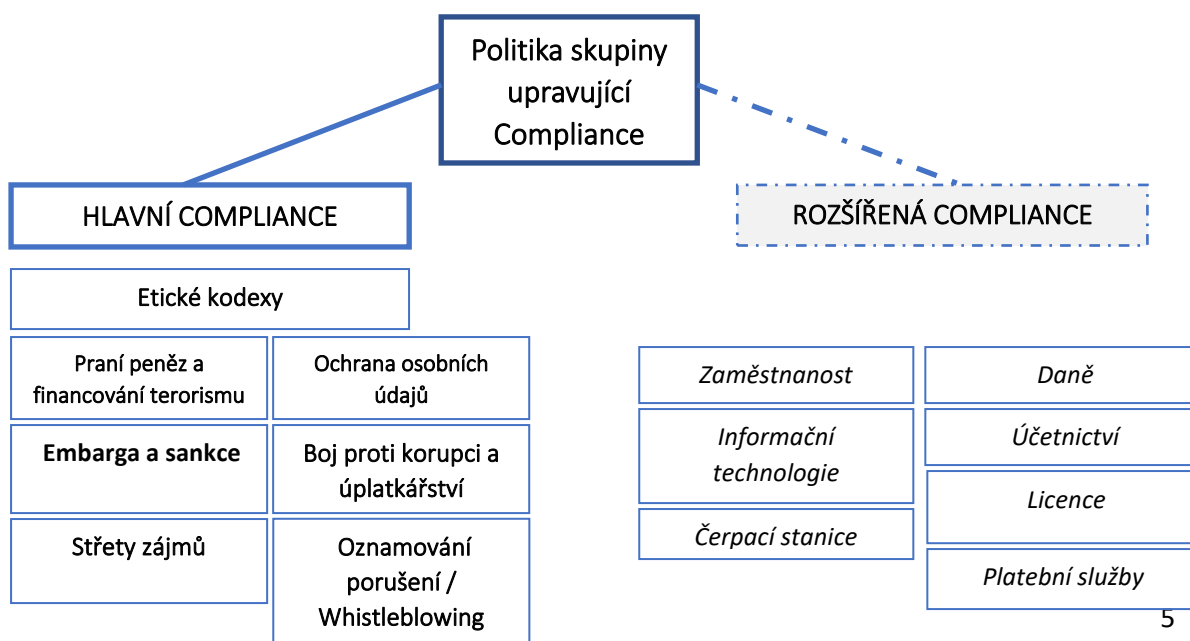 Politika skupiny
upravující
Compliance
HLAVNÍ COMPLIANCE
ROZŠÍŘENÁ COMPLIANCE
Etické kodexy
Praní peněz a
financování terorismu
Ochrana osobních
údajů
Embarga a sankce
Boj proti korupci a
úplatkářství
Střety zájmů
Oznamování
porušení /
Whistleblowing
Zaměstnanost
Informační
technologie
Čerpací stanice
Daně
Účetnictví
Licence
Platební služby
5